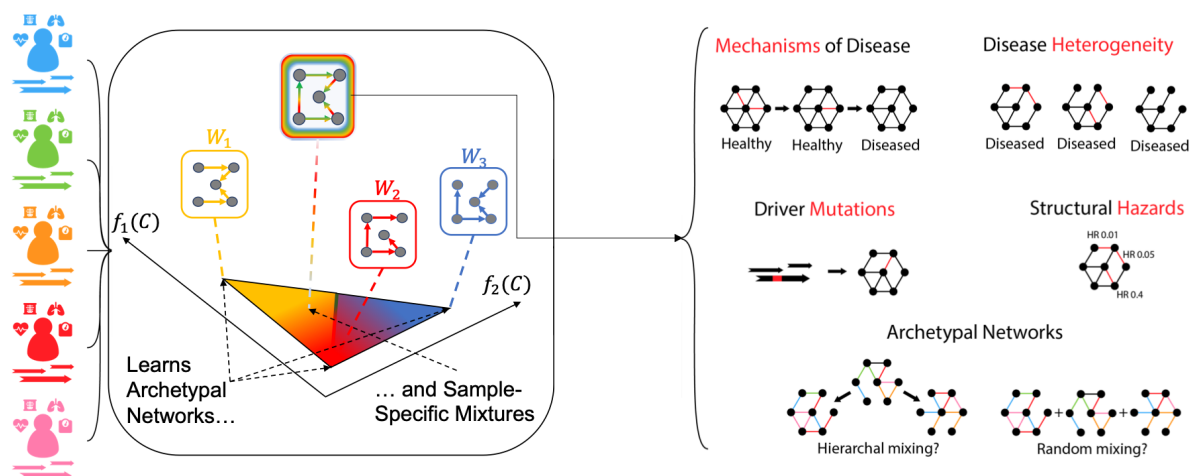 W₁
W₂
W₃
f₁(C)
f₂(C)
Learns
Archetypal
Networks…
… and Sample-
Specific Mixtures
Mechanisms of Disease
Healthy
Healthy
Diseased
Disease Heterogeneity
Diseased
Diseased
Diseased
Driver Mutations
Structural Hazards
HR 0.01
HR 0.05
HR 0.4
Archetypal Networks
Hierarchal mixing?
+
+
Random mixing?